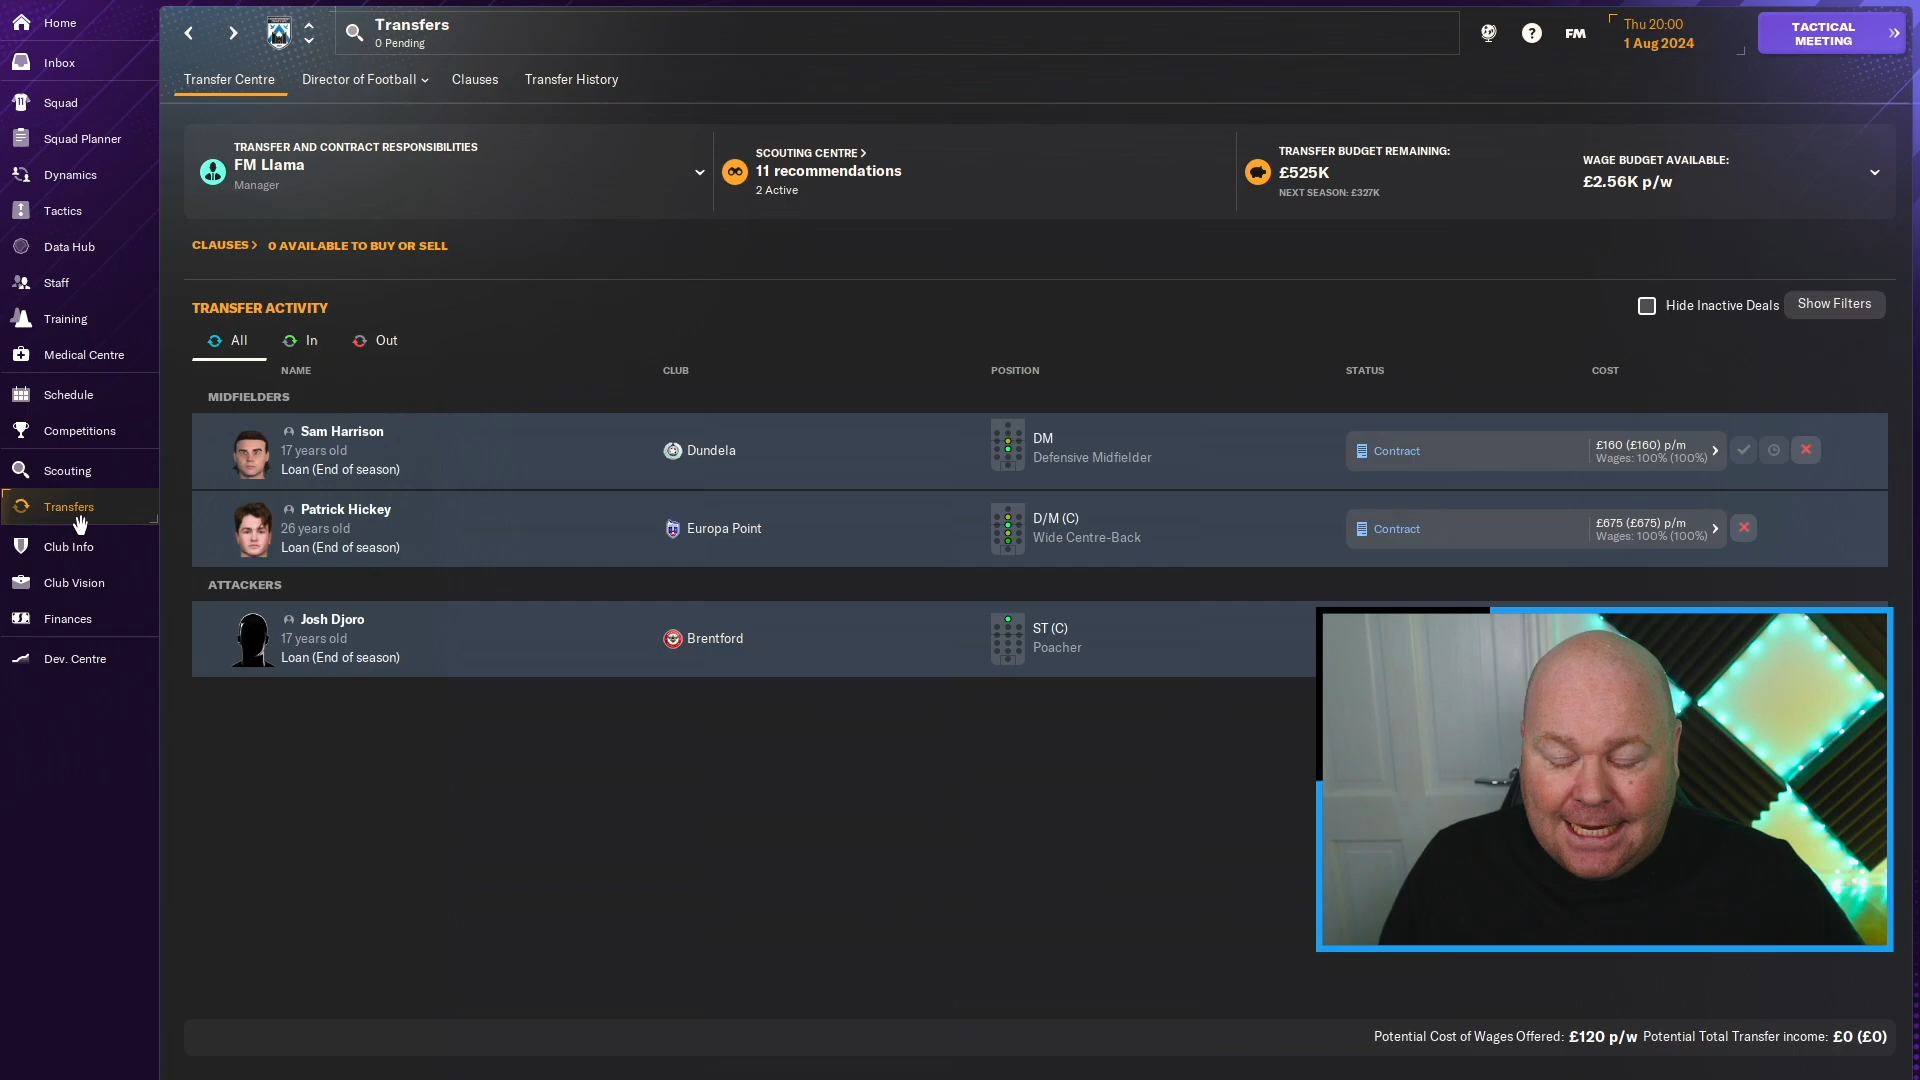 Home
Inbox
Squad
Squad Planner
Dynamics
Tactics
Data Hub
Staff
Training
Medical Centre
Schedule
Competitions
Scouting
Transfers
Club Info
Club Vision
Finances
Dev. Centre
Transfers
0 Pending
FM
Thu 20:00
1 Aug 2024
TACTICAL
MEETING
Transfer Centre
Director of Football
Clauses
Transfer History
TRANSFER AND CONTRACT RESPONSIBILITIES
FM Llama
Manager
SCOUTING CENTRE >
11 recommendations
2 Active
TRANSFER BUDGET REMAINING:
£525K
NEXT SEASON: £327K
WAGE BUDGET AVAILABLE:
£2.56K p/w
CLAUSES > 0 AVAILABLE TO BUY OR SELL
TRANSFER ACTIVITY
Hide Inactive Deals
Show Filters
All In Out
NAME CLUB POSITION STATUS COST
MIDFIELDERS
Sam Harrison
17 years old
Loan (End of season)
Dundela
DM
Defensive Midfielder
Contract
£160 (£160) p/m
Wages: 100% (100%)
Patrick Hickey
26 years old
Loan (End of season)
Europa Point
D/M (C)
Wide Centre-Back
Contract
£675 (£675) p/m
Wages: 100% (100%)
ATTACKERS
Josh Djoro
17 years old
Loan (End of season)
Brentford
ST (C)
Poacher
Potential Cost of Wages Offered: £120 p/w Potential Total Transfer income: £0 (£0)